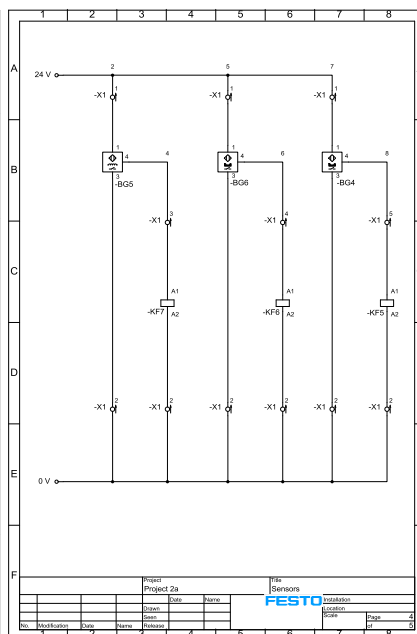 1 2 3 4 5 6 7 8
A
2 5 7
24 V
-X1 1 -X1 1 -X1 1
B
1 4 4 1 4 6 1 4 8
3 3 3
-BG5 -BG6 -BG4
-X1 3 -X1 4 -X1 5
C
A1 A1 A1
-KF7 -KF6 -KF5
A2 A2 A2
D
-X1 2 -X1 2 -X1 2 -X1 2 -X1 2 -X1 2
E
0 V
F
Project Title
Project 2a Sensors
Date Name FESTO Installation
Drawn Location
Seen Scale Page 4
No. Modification Date Name Release of 5
1 2 3 4 5 6 7 8